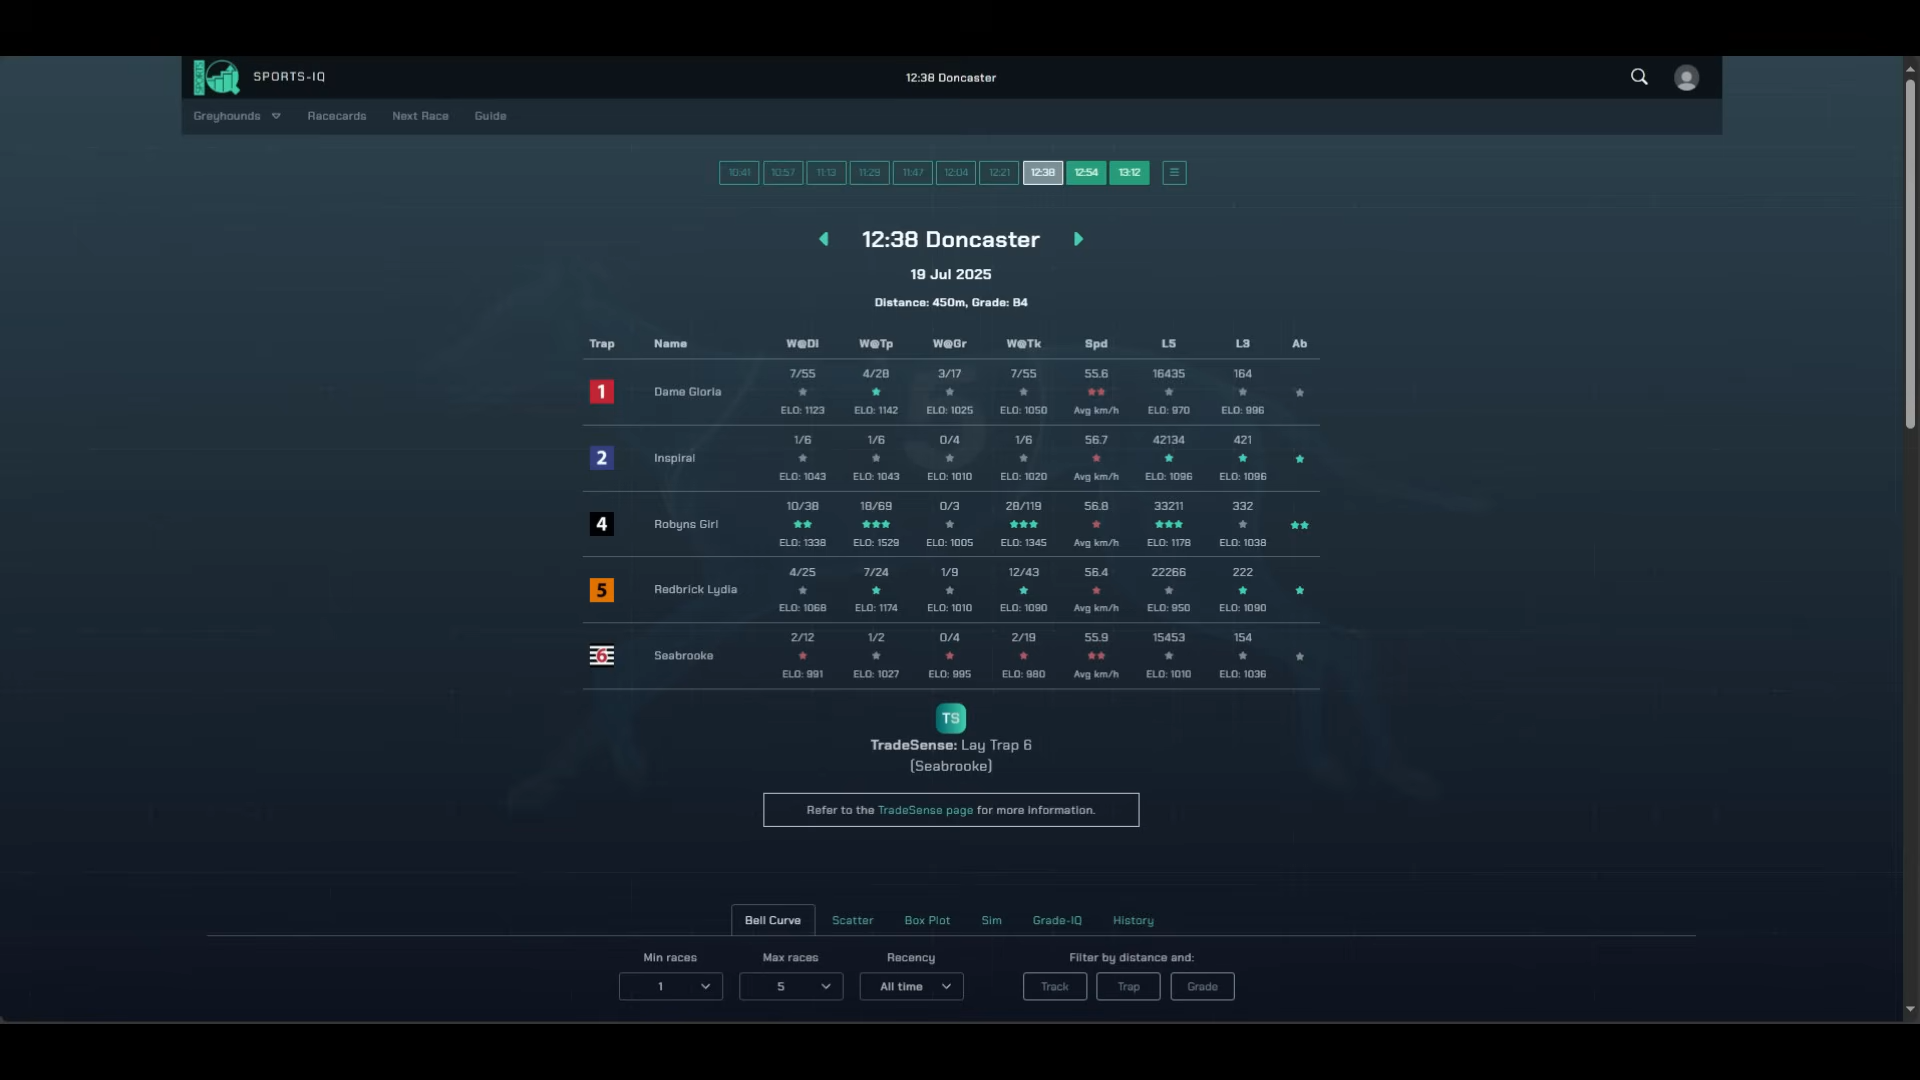 SPORTS-IQ
12:38 Doncaster
Greyhounds Racecards Next Race Guide
10:41 10:57 11:13 11:29 11:47 12:04 12:21 12:38 12:54 13:12
12:38 Doncaster
19 Jul 2025
Distance: 450m, Grade: B4
Trap Name W@Di W@Tp W@Gr W@Tk Spd L5 L3 Ab
7/55 4/28 3/17 7/55 55.6 16435 164
1 Dame Gloria
ELO: 1123 ELO: 1142 ELO: 1025 ELO: 1050 Avg km/h ELO: 970 ELO: 996
1/6 1/6 0/4 1/6 56.7 42134 421
2 Inspiral
ELO: 1043 ELO: 1043 ELO: 1010 ELO: 1020 Avg km/h ELO: 1096 ELO: 1096
10/38 18/69 0/3 28/119 56.8 33211 332
4 Robyns Girl
ELO: 1338 ELO: 1529 ELO: 1005 ELO: 1345 Avg km/h ELO: 1178 ELO: 1038
4/25 7/24 1/9 12/43 56.4 22266 222
5 Redbrick Lydia
ELO: 1068 ELO: 1174 ELO: 1010 ELO: 1090 Avg km/h ELO: 950 ELO: 1090
2/12 1/2 0/4 2/19 55.9 15453 154
6 Seabrooke
ELO: 991 ELO: 1027 ELO: 995 ELO: 980 Avg km/h ELO: 1010 ELO: 1036
TS
TradeSense: Lay Trap 6
(Seabrooke)
Refer to the TradeSense page for more information.
Bell Curve Scatter Box Plot Sim Grade-IQ History
Min races Max races Recency Filter by distance and:
1 5 All time Track Trap Grade